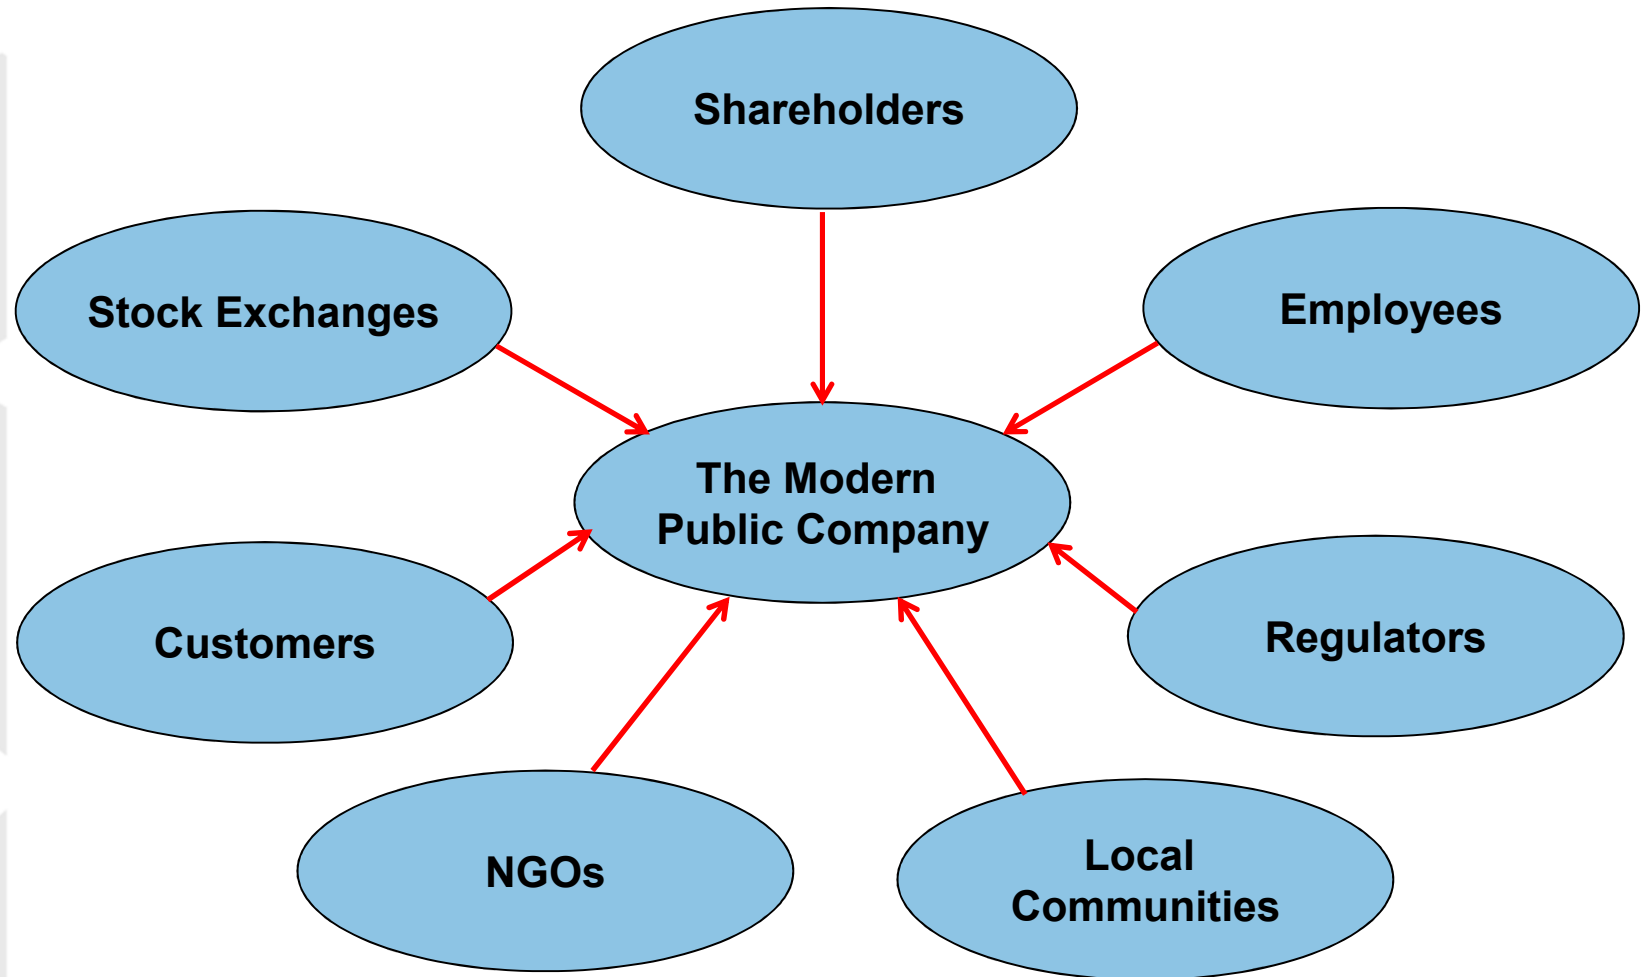 Shareholders
Stock Exchanges
Employees
The Modern
Public Company
Customers
Regulators
NGOs
Local
Communities